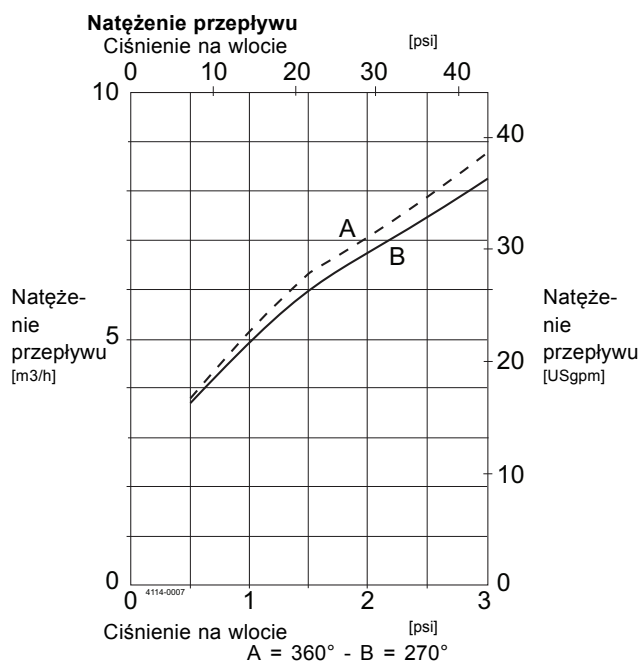 Natężenie przepływu
Ciśnienie na wlocie [psi]
0 10 20 30 40
10
40
A
30
B
Natęże-
nie
przepływu
[m3/h]
5
Natęże-
nie
przepływu
[USgpm]
20
10
0
0
4114-0007
0 1 2 3
Ciśnienie na wlocie [psi]
A = 360° - B = 270°